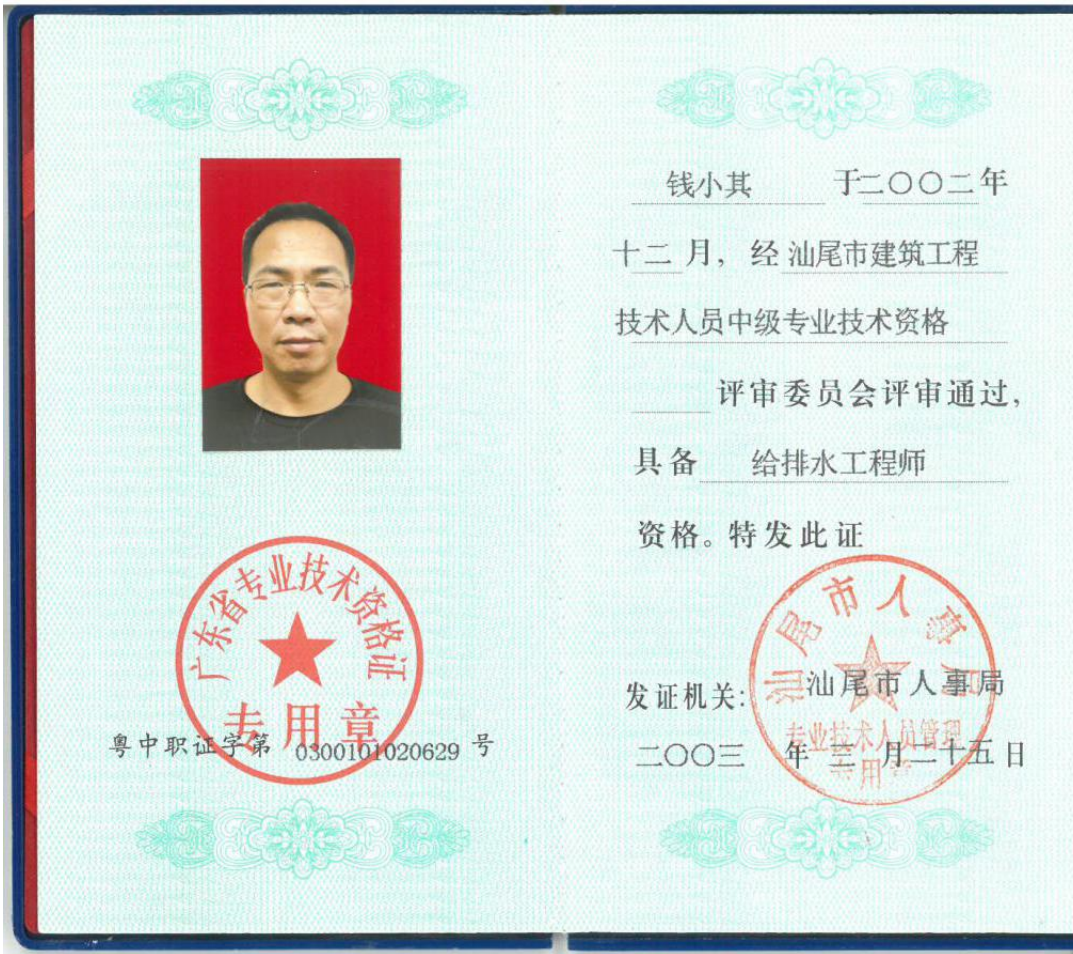 广东省专业技术资格证
专用章
粤中职证字第 0300101020629 号
钱小其 于二〇〇二年
十二月，经汕尾市建筑工程
技术人员中级专业技术资格
评审委员会评审通过，
具备 给排水工程师
资格。特发此证
汕尾市人事局
发证机关：汕尾市人事局
专业技术人员管理
二〇〇三 年 三 月二十五日
专用章